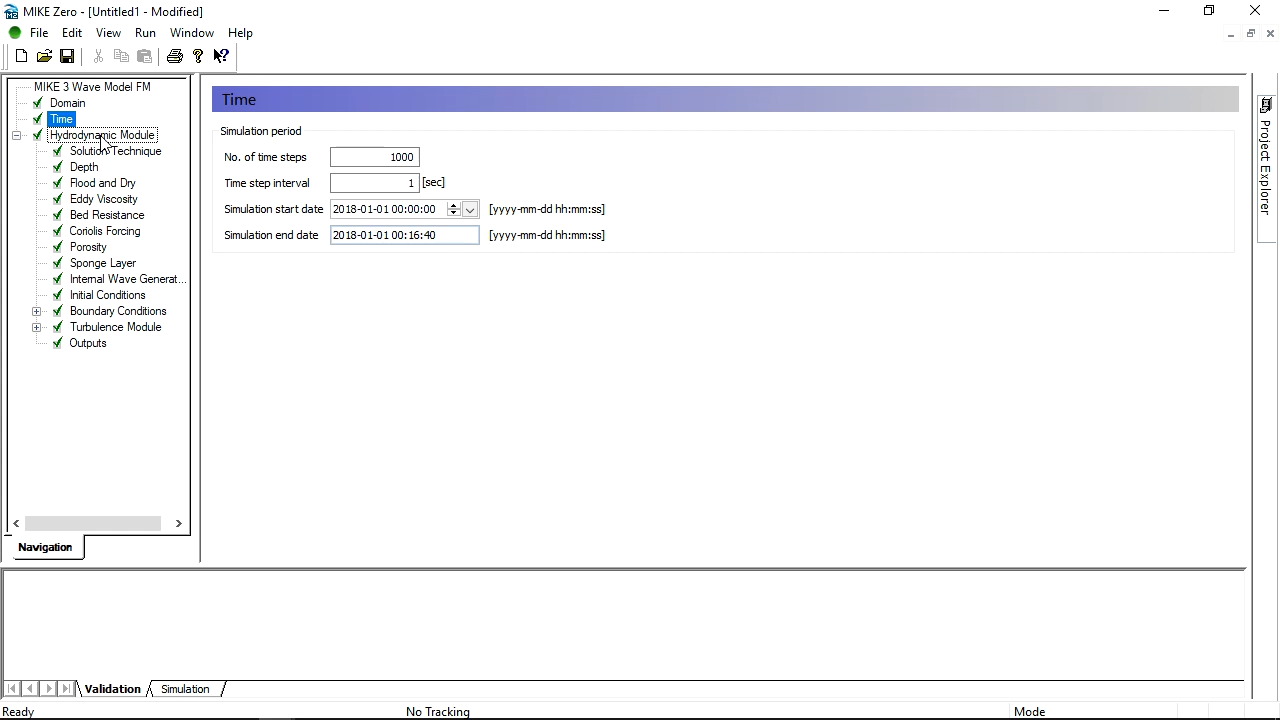 MIKE Zero - [Untitled1 - Modified]
File Edit View Run Window Help
MIKE 3 Wave Model FM
Domain
Time
Hydrodynamic Module
Solution Technique
Depth
Flood and Dry
Eddy Viscosity
Bed Resistance
Coriolis Forcing
Porosity
Sponge Layer
Internal Wave Generat...
Initial Conditions
Boundary Conditions
Turbulence Module
Outputs
Navigation
Time
Simulation period
No. of time steps 1000
Time step interval 1 [sec]
Simulation start date 2018-01-01 00:00:00 [yyyy-mm-dd hh:mm:ss]
Simulation end date 2018-01-01 00:16:40 [yyyy-mm-dd hh:mm:ss]
Project Explorer
Validation Simulation
Ready No Tracking Mode